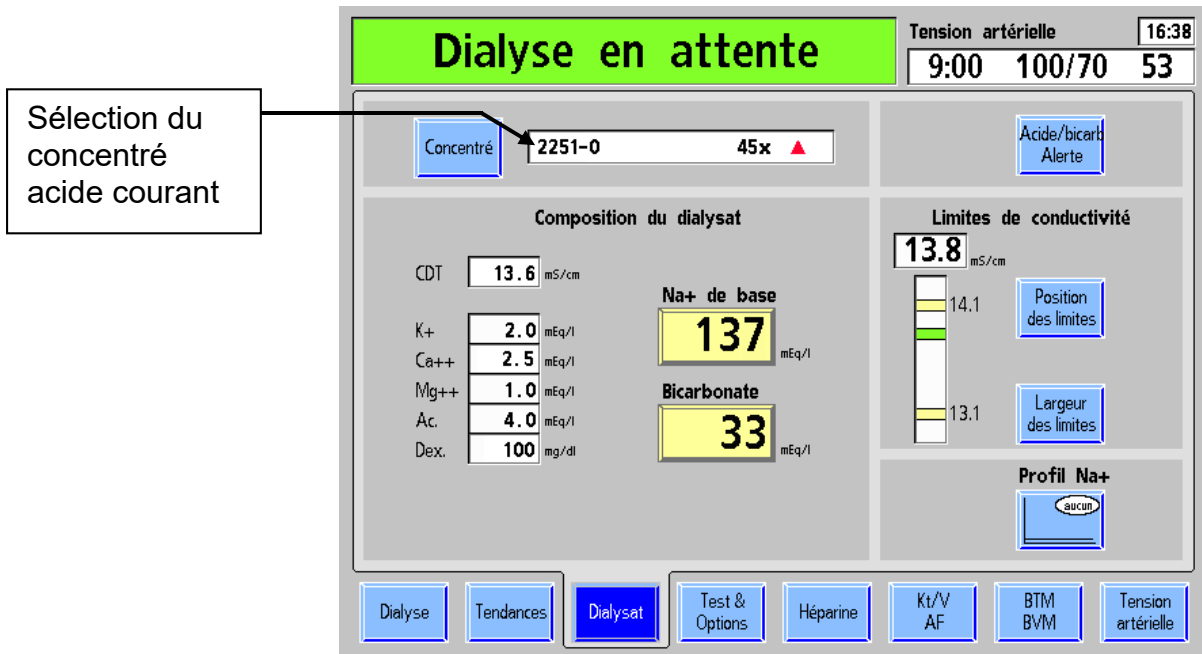 Sélection du
concentré
acide courant
Dialyse en attente
Tension artérielle 16:38
9:00 100/70 53
Concentré 2251-0 45x
Acide/bicarb
Alerte
Composition du dialysat
CDT 13.6 mS/cm
K+ 2.0 mEq/l
Ca++ 2.5 mEq/l
Mg++ 1.0 mEq/l
Ac. 4.0 mEq/l
Dex. 100 mg/dl
Na+ de base
137 mEq/l
Bicarbonate
33 mEq/l
Limites de conductivité
13.8 mS/cm
14.1
Position
des limites
13.1
Largeur
des limites
Profil Na+
aucun
Dialyse
Tendances
Dialysat
Test &
Options
Héparine
Kt/V
AF
BTM
BVM
Tension
artérielle